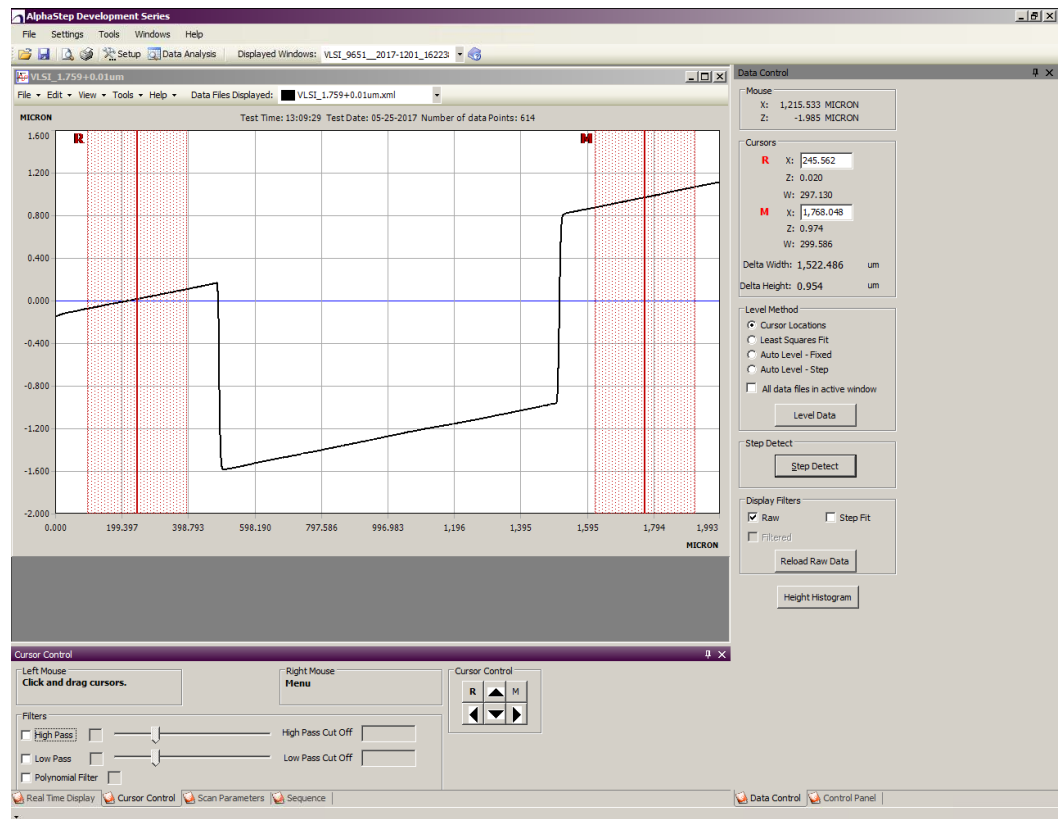 AlphaStep Development Series
File Settings Tools Windows Help
Setup Data Analysis Displayed Windows: VLSI_9651__2017-1201_16223
VLSI_1.759+0.01um
File Edit View Tools Help Data Files Displayed: VLSI_1.759+0.01um.xml
MICRON Test Time: 13:09:29 Test Date: 05-25-2017 Number of data Points: 614
R M
1.600
1.200
0.800
0.400
0.000
-0.400
-0.800
-1.200
-1.600
-2.000
0.000 199.397 398.793 598.190 797.586 996.983 1,196 1,395 1,595 1,794 1,993
MICRON
Data Control
Mouse
X: 1,215.533 MICRON
Z: -1.985 MICRON
Cursors
R X: 245.562
Z: 0.020
W: 297.130
M X: 1,768.048
Z: 0.974
W: 299.586
Delta Width: 1,522.486 um
Delta Height: 0.954 um
Level Method
Cursor Locations
Least Squares Fit
Auto Level - Fixed
Auto Level - Step
All data files in active window
Level Data
Step Detect
Step Detect
Display Filters
Raw Step Fit
Filtered
Reload Raw Data
Height Histogram
Cursor Control
Left Mouse
Click and drag cursors.
Right Mouse
Menu
Cursor Control
R M
Filters
High Pass High Pass Cut Off
Low Pass Low Pass Cut Off
Polynomial Filter
Real Time Display Cursor Control Scan Parameters Sequence
Data Control Control Panel